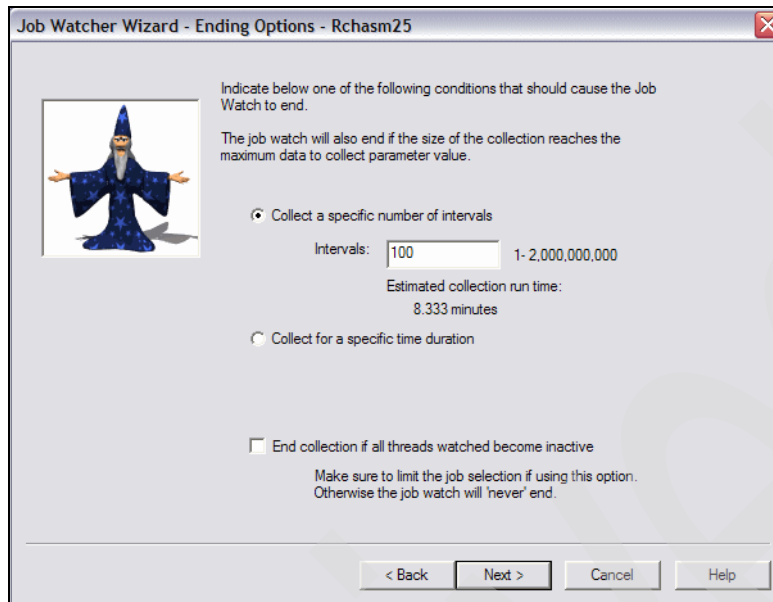 Job Watcher Wizard - Ending Options - Rchasm25
Indicate below one of the following conditions that should cause the Job
Watch to end.
The job watch will also end if the size of the collection reaches the
maximum data to collect parameter value.
Collect a specific number of intervals
Intervals: 100 1- 2,000,000,000
Estimated collection run time:
8.333 minutes
Collect for a specific time duration
End collection if all threads watched become inactive
Make sure to limit the job selection if using this option.
Otherwise the job watch will 'never' end.
< Back Next > Cancel Help